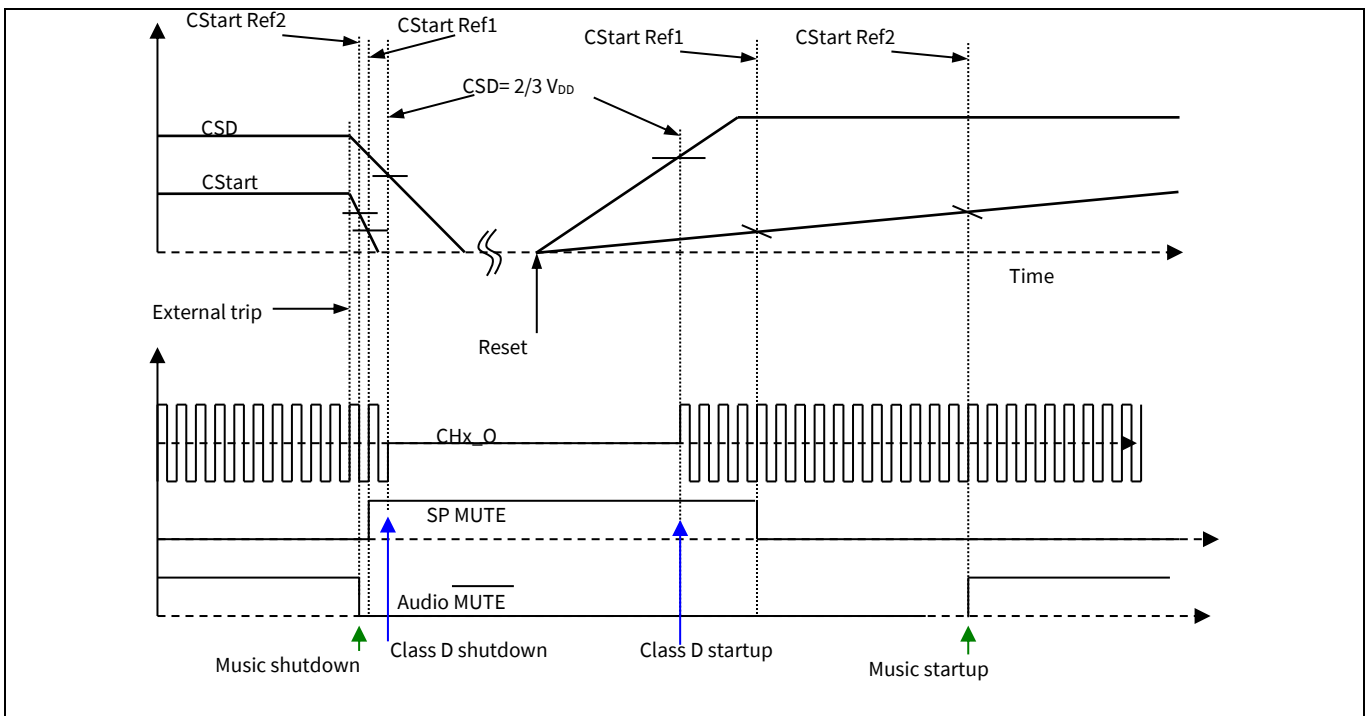 CStart Ref2
CStart Ref1
CStart Ref1
CStart Ref2
CSD= 2/3 VDD
CSD
CStart
Time
External trip
Reset
CHx_O
SP MUTE
Audio MUTE
Music shutdown
Class D shutdown
Class D startup
Music startup